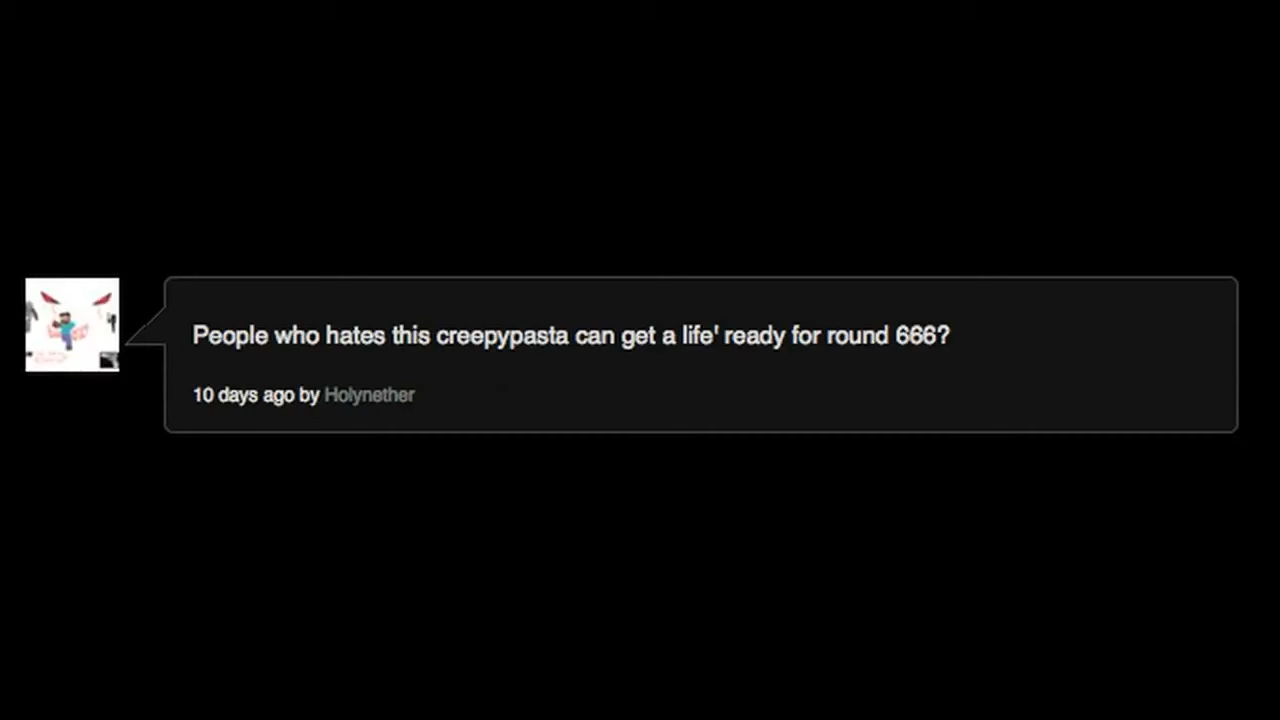 People who hates this creepypasta can get a life' ready for round 666?
10 days ago by Holynether